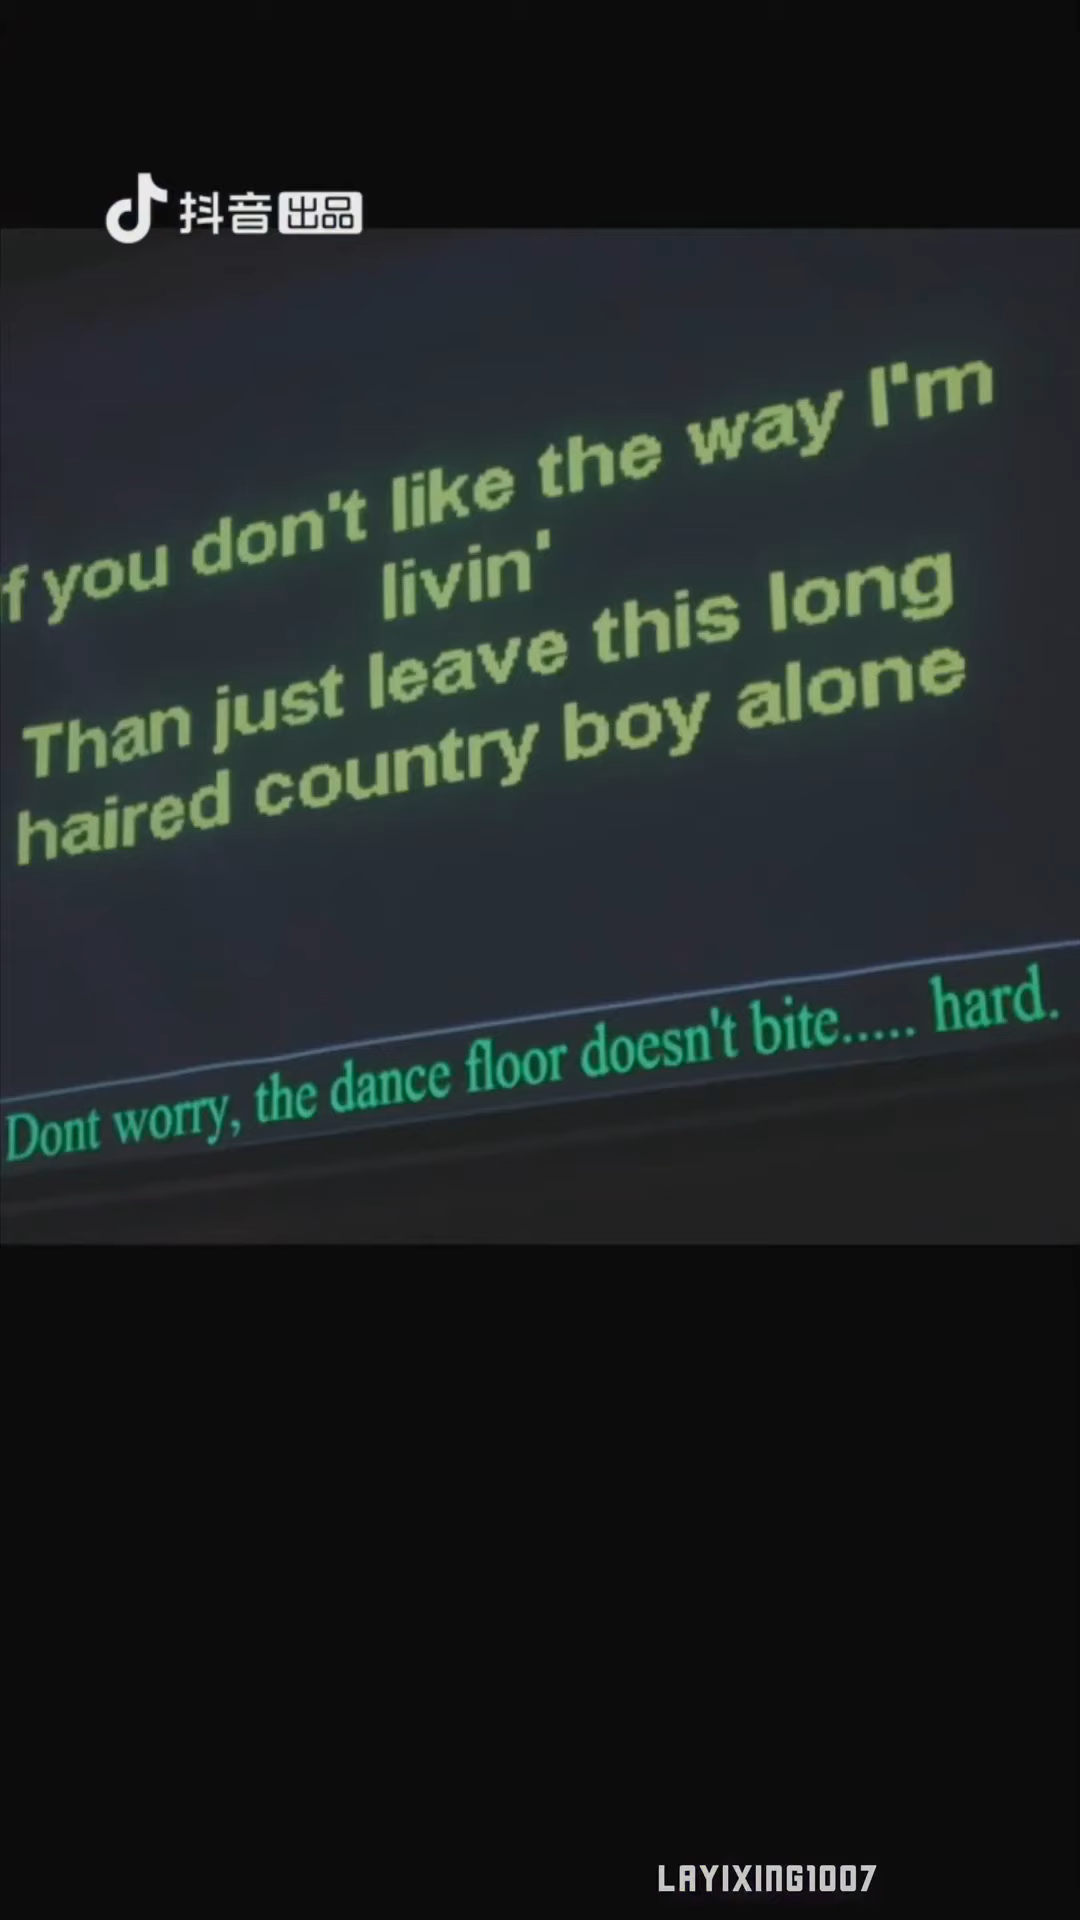 抖音出品
f you don't like the way I'm
livin'
Than just leave this long
haired country boy alone
Dont worry, the dance floor doesn't bite..... hard.
LAYIXING1007